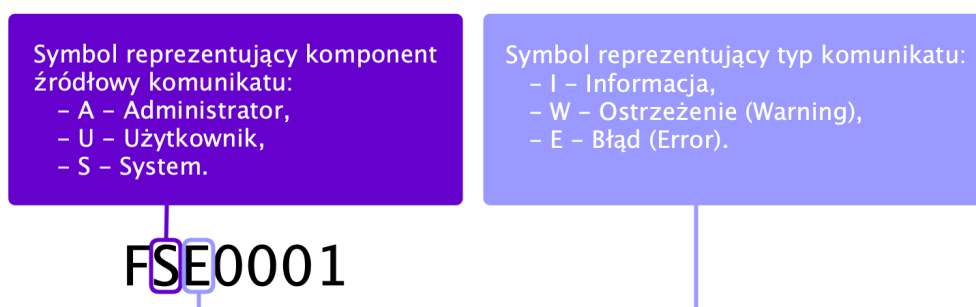 Symbol reprezentujący komponent
źródłowy komunikatu:
– A – Administrator,
– U – Użytkownik,
– S – System.
Symbol reprezentujący typ komunikatu:
– I – Informacja,
– W – Ostrzeżenie (Warning),
– E – Błąd (Error).
FSE0001